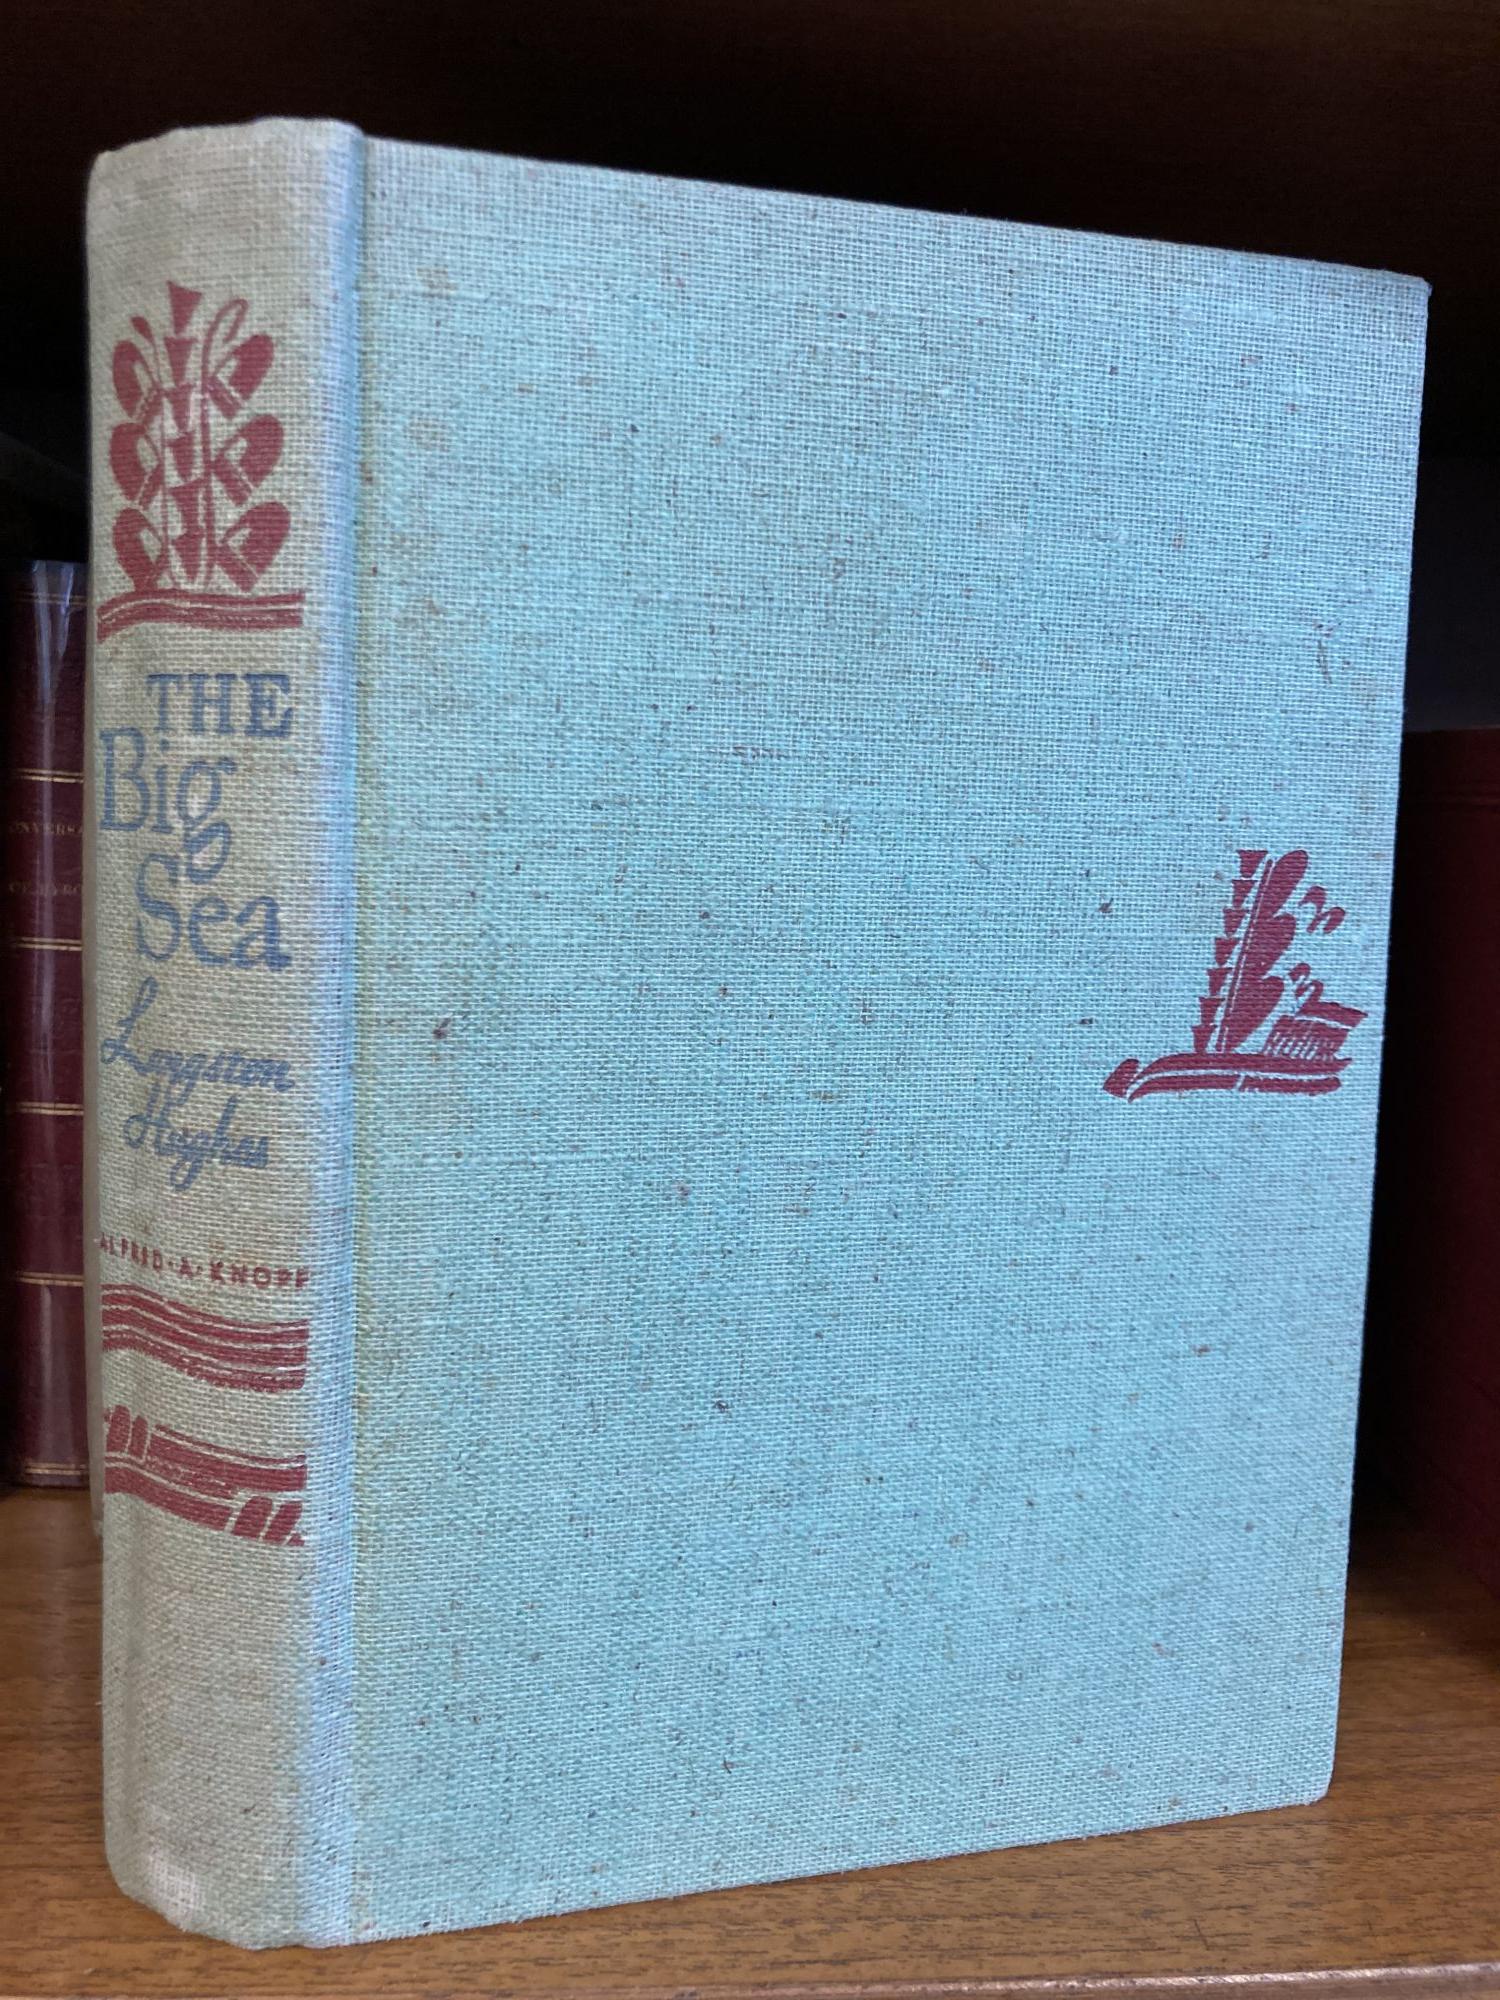 THE
Big
Sea
Langston
Hughes
ALFRED · A · KNOPF